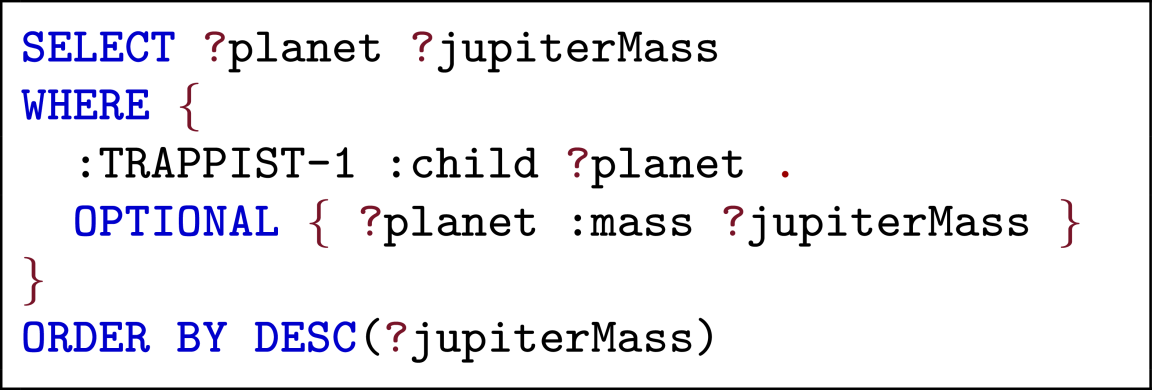 SELECT ?planet ?jupiterMass
WHERE {
:TRAPPIST-1 :child ?planet .
OPTIONAL { ?planet :mass ?jupiterMass }
}
ORDER BY DESC(?jupiterMass)